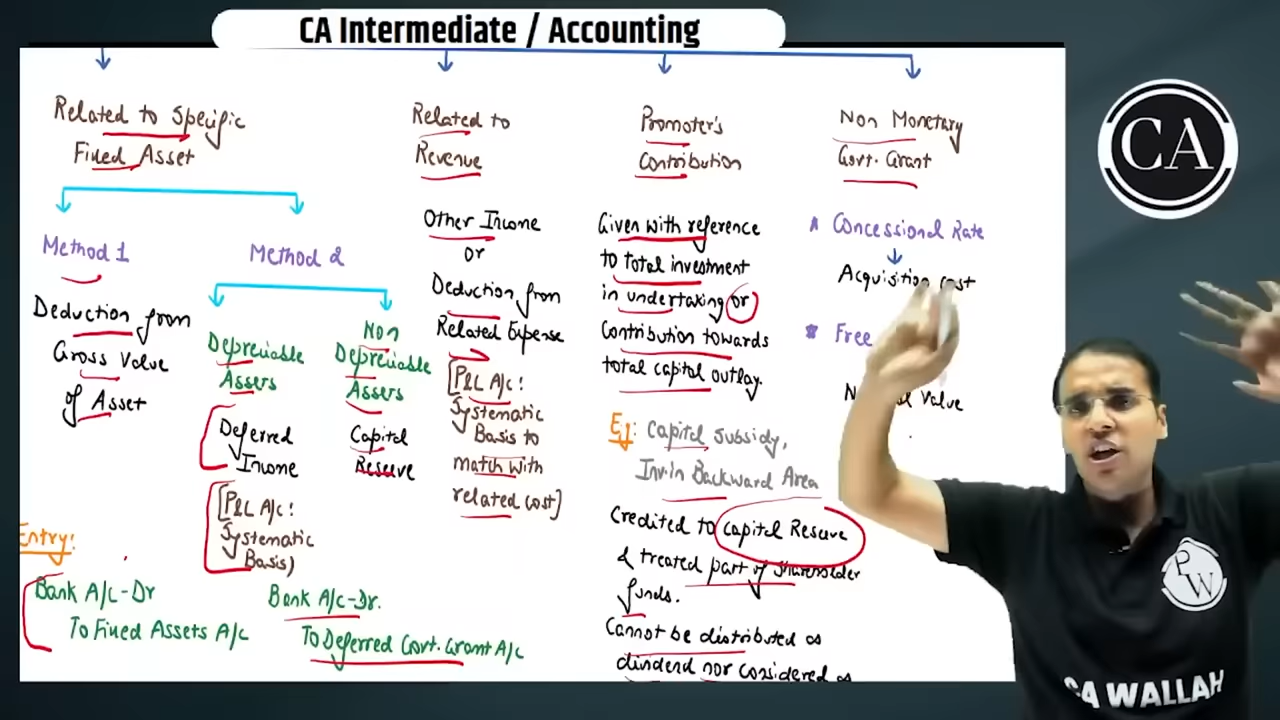 CA Intermediate / Accounting
Related to Specific
Fixed Asset
Method 1
Deduction from
Gross Value
of Asset
Method 2
Depreciable
Assets
Deferred
Income
[P&L A/c:
Systematic
Basis)
Non
Depreciable
Assets
Capital
Reserve
Entry:
Bank A/c-Dr
To Fixed Assets A/c
Bank A/c-Dr.
To Deferred Govt. Grant A/c
Related to
Revenue
Other Income
or
Deduction from
Related Expense
[P&L A/c:
Systematic
Basis to
match with
related cost]
Promoter's
Contribution
Given with reference
to total investment
in undertaking or
Contribution towards
total capital outlay.
Eg: Capital Subsidy,
Inv. in Backward Area
Credited to Capital Reserve
& treated part of shareholder
funds.
Cannot be distributed as
dividend nor considered as
Non Monetary
Govt. Grant
* Concessional Rate
Acquisition cost
* Free
Value
CA
PW
CA WALLAH